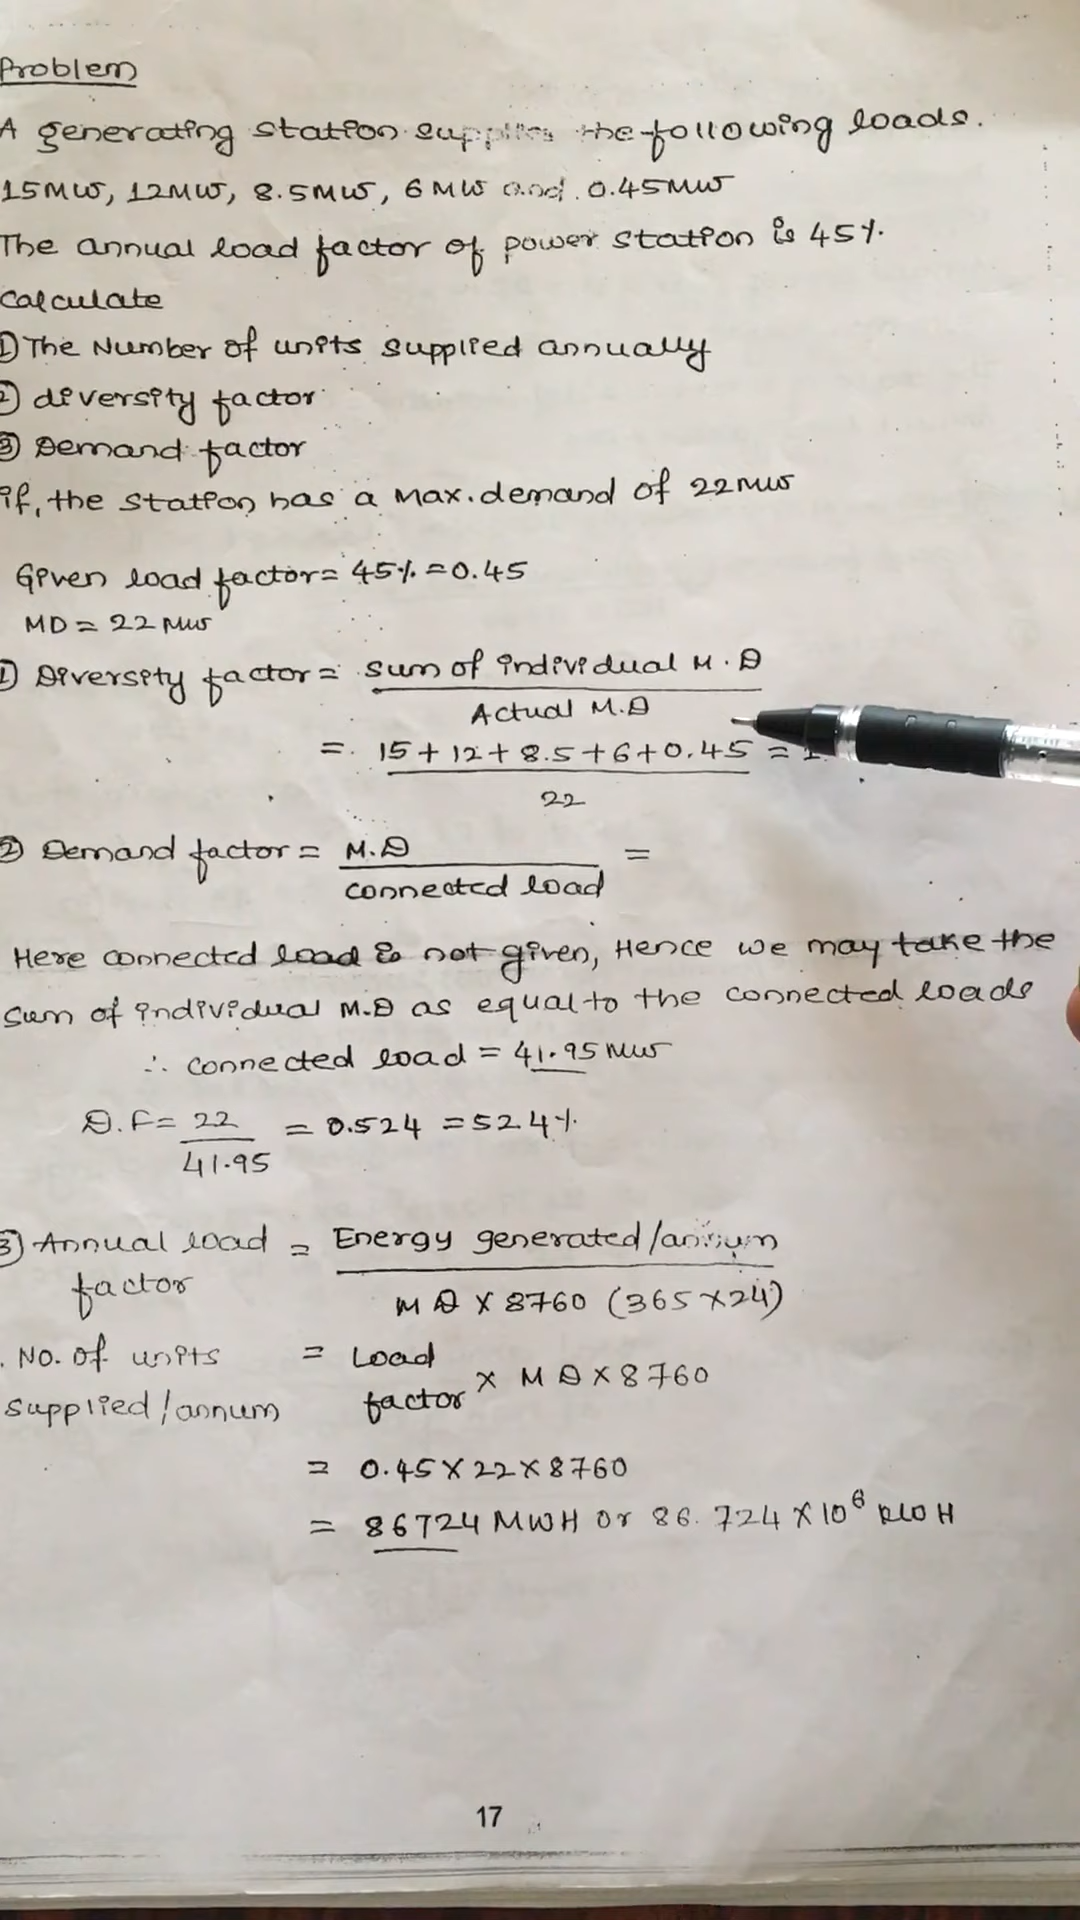 Problem
A generating station supplies the following loads.
15MW, 12MW, 8.5MW, 6 MW and 0.45MW
The annual load factor of power station is 45%.
Calculate
① The Number of units supplied annually
② diversity factor
③ Demand factor
if, the station has a max. demand of 22MW
Given load factor = 45% = 0.45
MD = 22 MW
① Diversity factor = sum of individual M.D
Actual M.D
= 15 + 12 + 8.5 + 6 + 0.45 = 1.
22
② Demand factor = M.D =
connected load
Here connected load is not given, Hence we may take the
sum of individual M.D as equal to the connected loads
∴ connected load = 41.95 MW
D.F = 22 = 0.524 = 52.4%
41.95
③ Annual load factor = Energy generated/annum
MD X 8760 (365 X 24)
No. of units supplied/annum = Load factor X MD X 8760
= 0.45 X 22 X 8760
= 86724 MWH or 86.724 X 10⁶ KWH
17